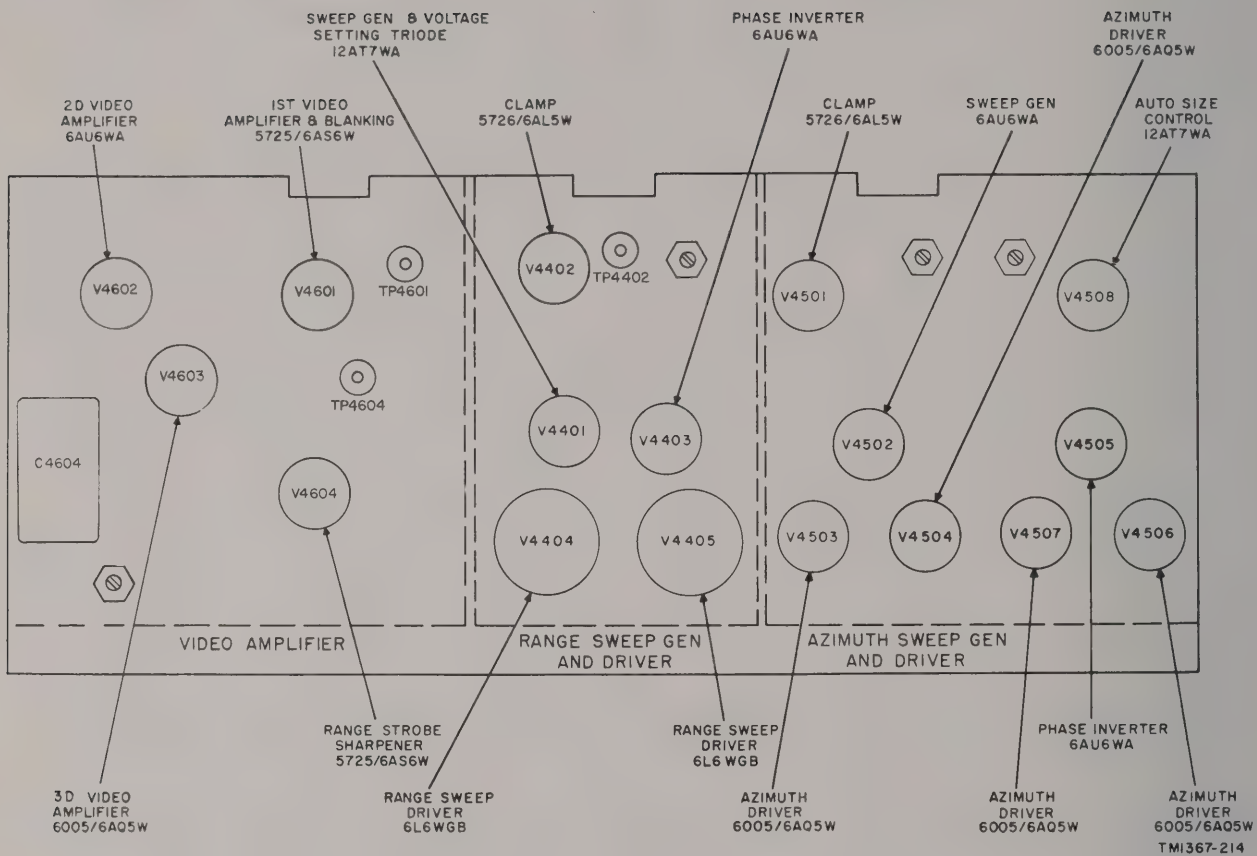 SWEEP GEN & VOLTAGE
SETTING TRIODE
12AT7WA
PHASE INVERTER
6AU6WA
AZIMUTH
DRIVER
6005/6AQ5W
2D VIDEO
AMPLIFIER
6AU6WA
1ST VIDEO
AMPLIFIER & BLANKING
5725/6AS6W
CLAMP
5726/6AL5W
CLAMP
5726/6AL5W
SWEEP GEN
6AU6WA
AUTO SIZE
CONTROL
12AT7WA
V4602
V4601
TP4601
V4402
TP4402
V4501
V4508
V4603
TP4604
V4401
V4403
V4502
V4505
C4604
V4604
V4404
V4405
V4503
V4504
V4507
V4506
VIDEO AMPLIFIER
RANGE SWEEP GEN
AND DRIVER
AZIMUTH SWEEP GEN
AND DRIVER
RANGE STROBE
SHARPENER
5725/6AS6W
RANGE SWEEP
DRIVER
6L6WGB
PHASE INVERTER
6AU6WA
3D VIDEO
AMPLIFIER
6005/6AQ5W
RANGE SWEEP
DRIVER
6L6WGB
AZIMUTH
DRIVER
6005/6AQ5W
AZIMUTH
DRIVER
6005/6AQ5W
AZIMUTH
DRIVER
6005/6AQ5W
TM1367-214